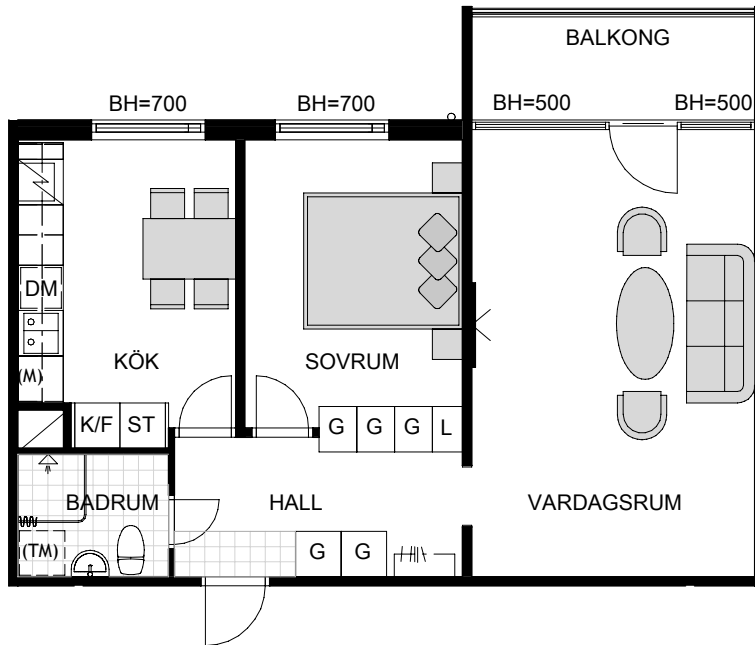 BALKONG
BH=700 BH=700 BH=500 BH=500
DM
(M)
KÖK SOVRUM
K/F ST G G G L
BADRUM HALL VARDAGSRUM
(TM) G G